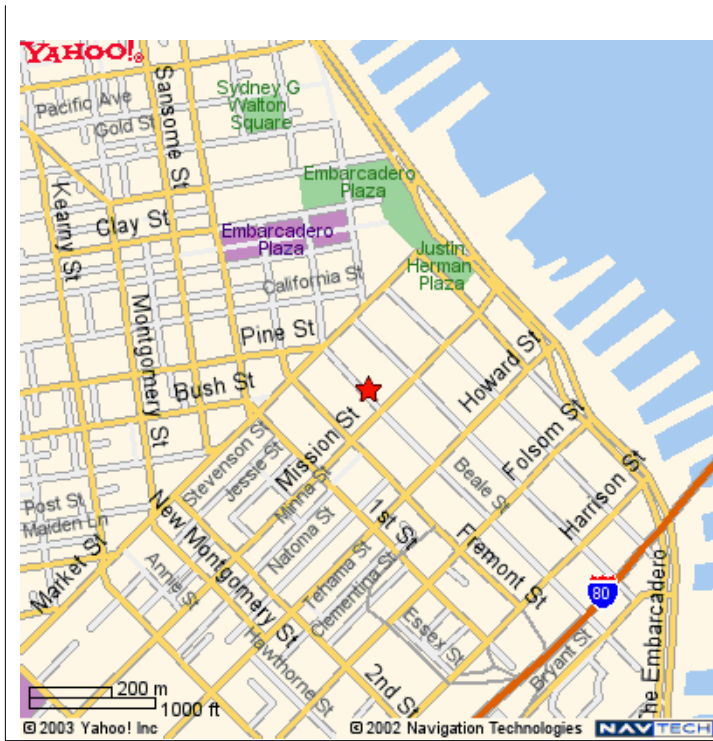 YAHOO!®
Pacific Ave
Gold St
Sansome St
Sydney G
Walton
Square
Kearny St
Clay St
Embarcadero
Plaza
Embarcadero
Plaza
Justin
Herman
Plaza
California St
Montgomery St
Pine St
Bush St
Howard St
Mission St
Stevenson St
Jessie St
Minna St
Natoma St
Beale St
Folsom St
Harrison St
Post St
Maiden Ln
Market St
New Montgomery St
1st St
Fremont St
Annie St
Tehama St
Clementina St
Essex St
Hawthorne St
2nd St
80
Bryant St
The Embarcadero
200 m
1000 ft
© 2003 Yahoo! Inc
© 2002 Navigation Technologies
NAVTECH